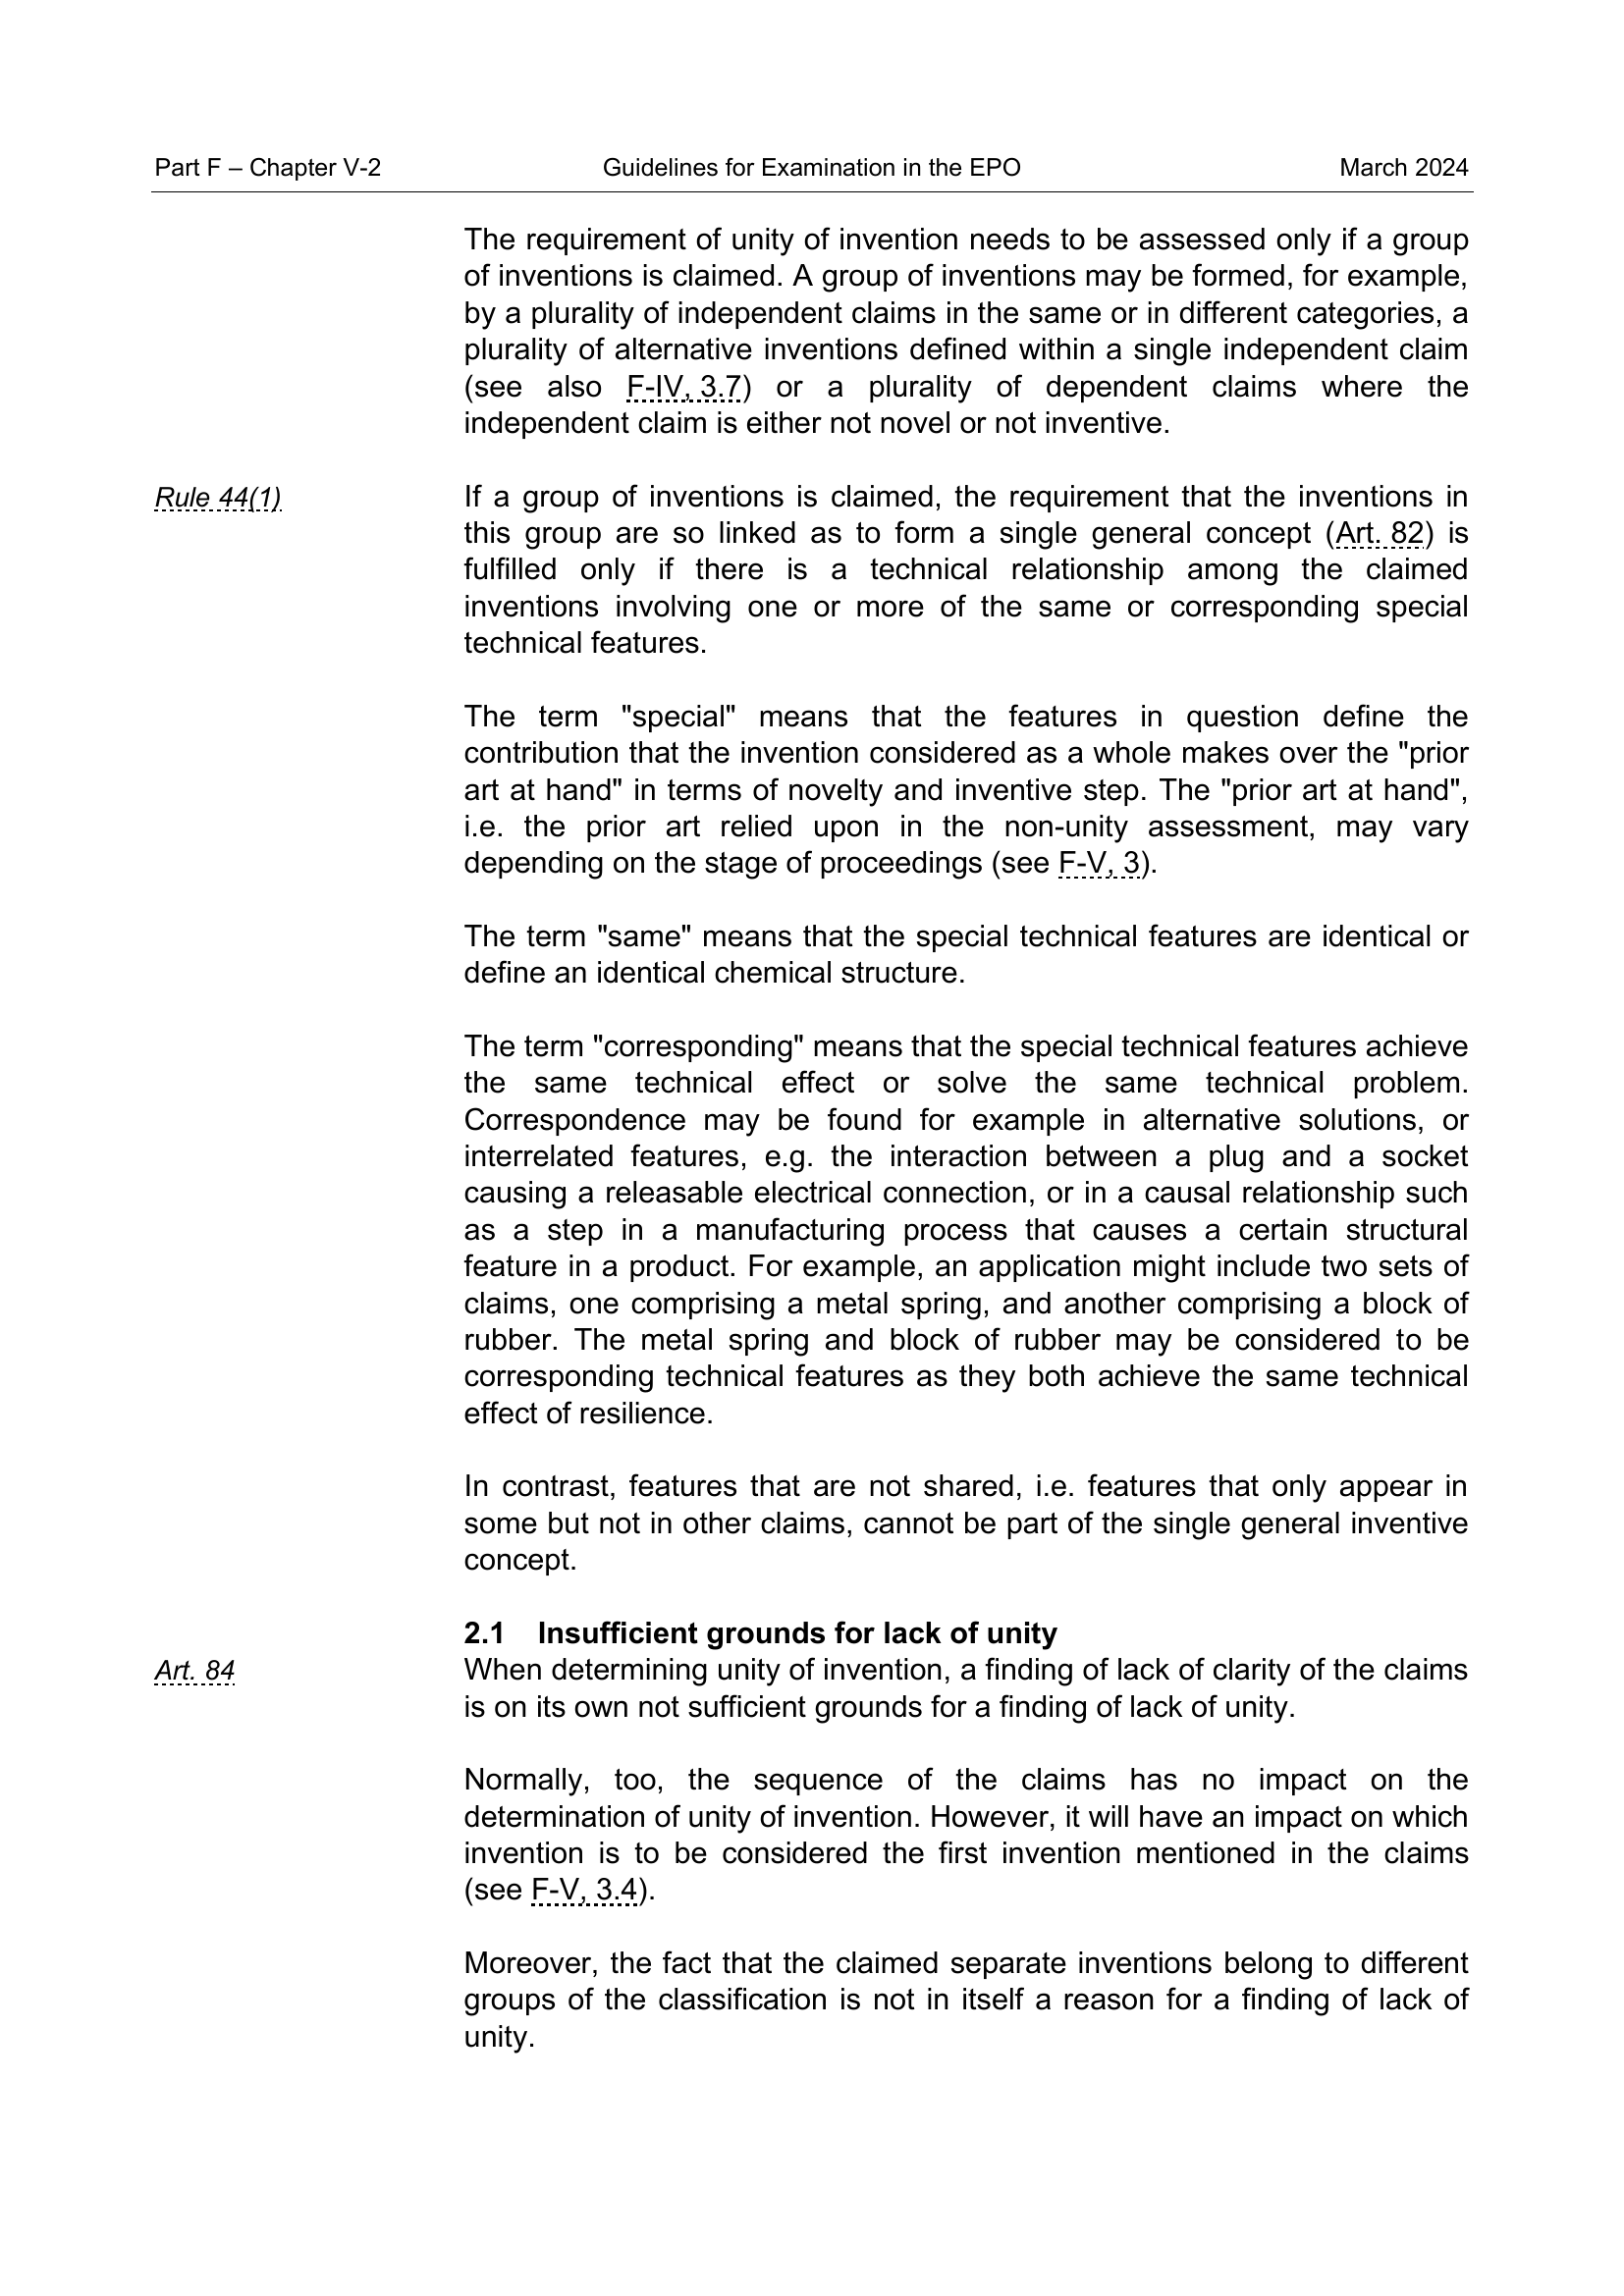 Part F – Chapter V-2 Guidelines for Examination in the EPO March 2024
The requirement of unity of invention needs to be assessed only if a group
of inventions is claimed. A group of inventions may be formed, for example,
by a plurality of independent claims in the same or in different categories, a
plurality of alternative inventions defined within a single independent claim
(see also F-IV, 3.7) or a plurality of dependent claims where the
independent claim is either not novel or not inventive.
Rule 44(1)
If a group of inventions is claimed, the requirement that the inventions in
this group are so linked as to form a single general concept (Art. 82) is
fulfilled only if there is a technical relationship among the claimed
inventions involving one or more of the same or corresponding special
technical features.
The term "special" means that the features in question define the
contribution that the invention considered as a whole makes over the "prior
art at hand" in terms of novelty and inventive step. The "prior art at hand",
i.e. the prior art relied upon in the non-unity assessment, may vary
depending on the stage of proceedings (see F-V, 3).
The term "same" means that the special technical features are identical or
define an identical chemical structure.
The term "corresponding" means that the special technical features achieve
the same technical effect or solve the same technical problem.
Correspondence may be found for example in alternative solutions, or
interrelated features, e.g. the interaction between a plug and a socket
causing a releasable electrical connection, or in a causal relationship such
as a step in a manufacturing process that causes a certain structural
feature in a product. For example, an application might include two sets of
claims, one comprising a metal spring, and another comprising a block of
rubber. The metal spring and block of rubber may be considered to be
corresponding technical features as they both achieve the same technical
effect of resilience.
In contrast, features that are not shared, i.e. features that only appear in
some but not in other claims, cannot be part of the single general inventive
concept.
2.1 Insufficient grounds for lack of unity
Art. 84
When determining unity of invention, a finding of lack of clarity of the claims
is on its own not sufficient grounds for a finding of lack of unity.
Normally, too, the sequence of the claims has no impact on the
determination of unity of invention. However, it will have an impact on which
invention is to be considered the first invention mentioned in the claims
(see F-V, 3.4).
Moreover, the fact that the claimed separate inventions belong to different
groups of the classification is not in itself a reason for a finding of lack of
unity.